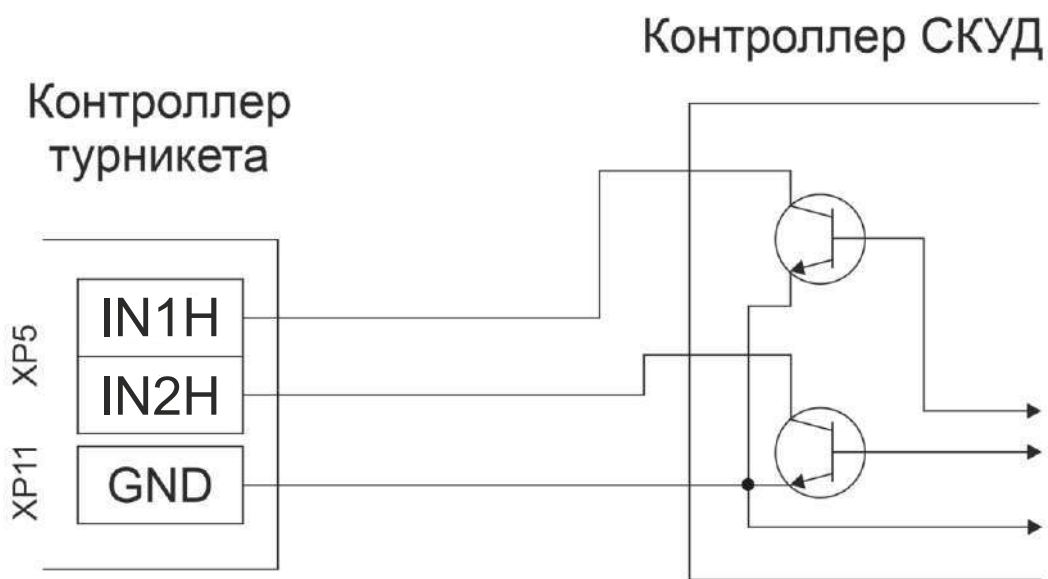 Контроллер СКУД
Контроллер
турникета
XP5
IN1H
IN2H
XP11
GND